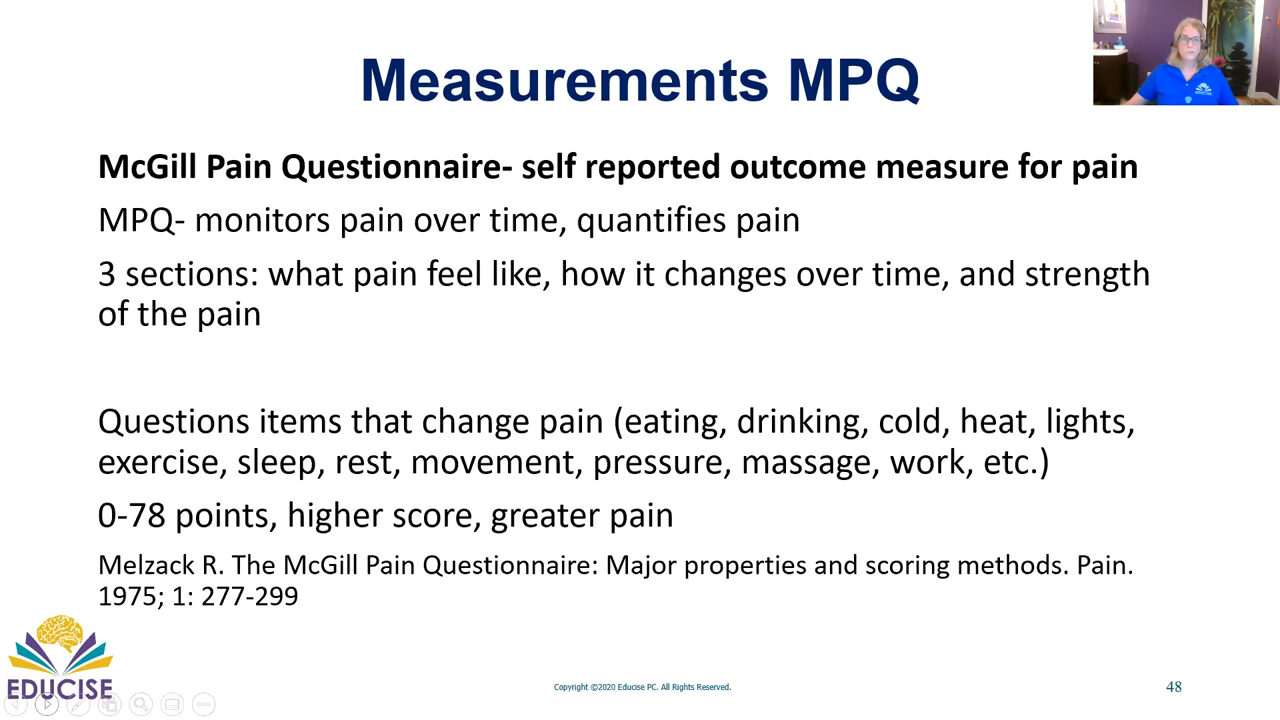 Measurements MPQ
McGill Pain Questionnaire- self reported outcome measure for pain
MPQ- monitors pain over time, quantifies pain
3 sections: what pain feel like, how it changes over time, and strength
of the pain
Questions items that change pain (eating, drinking, cold, heat, lights,
exercise, sleep, rest, movement, pressure, massage, work, etc.)
0-78 points, higher score, greater pain
Melzack R. The McGill Pain Questionnaire: Major properties and scoring methods. Pain.
1975; 1: 277-299
EDUCISE
Copyright ©2020 Educise PC. All Rights Reserved.
48
EDUCISE